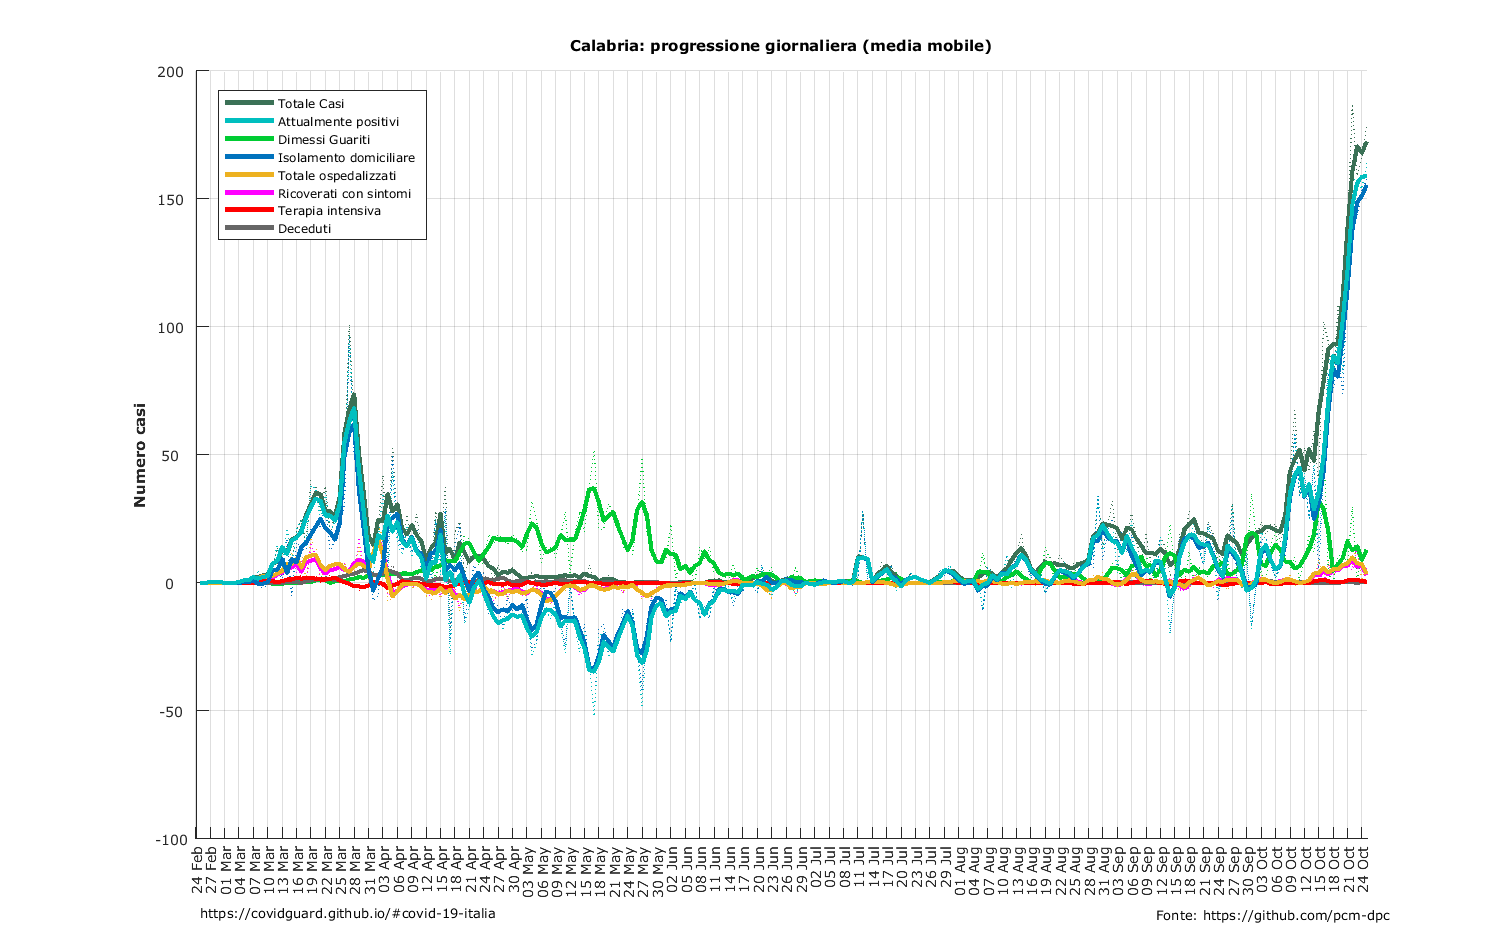 Calabria: progressione giornaliera (media mobile)
200
150
100
50
0
-50
-100
Numero casi
Totale Casi
Attualmente positivi
Dimessi Guariti
Isolamento domiciliare
Totale ospedalizzati
Ricoverati con sintomi
Terapia intensiva
Deceduti
24 Feb
27 Feb
01 Mar
04 Mar
07 Mar
10 Mar
13 Mar
16 Mar
19 Mar
22 Mar
25 Mar
28 Mar
31 Mar
03 Apr
06 Apr
09 Apr
12 Apr
15 Apr
18 Apr
21 Apr
24 Apr
27 Apr
30 Apr
03 May
06 May
09 May
12 May
15 May
18 May
21 May
24 May
27 May
30 May
02 Jun
05 Jun
08 Jun
11 Jun
14 Jun
17 Jun
20 Jun
23 Jun
26 Jun
29 Jun
02 Jul
05 Jul
08 Jul
11 Jul
14 Jul
17 Jul
20 Jul
23 Jul
26 Jul
29 Jul
01 Aug
04 Aug
07 Aug
10 Aug
13 Aug
16 Aug
19 Aug
22 Aug
25 Aug
28 Aug
31 Aug
03 Sep
06 Sep
09 Sep
12 Sep
15 Sep
18 Sep
21 Sep
24 Sep
27 Sep
30 Sep
03 Oct
06 Oct
09 Oct
12 Oct
15 Oct
18 Oct
21 Oct
24 Oct
https://covidguard.github.io/#covid-19-italia
Fonte: https://github.com/pcm-dpc